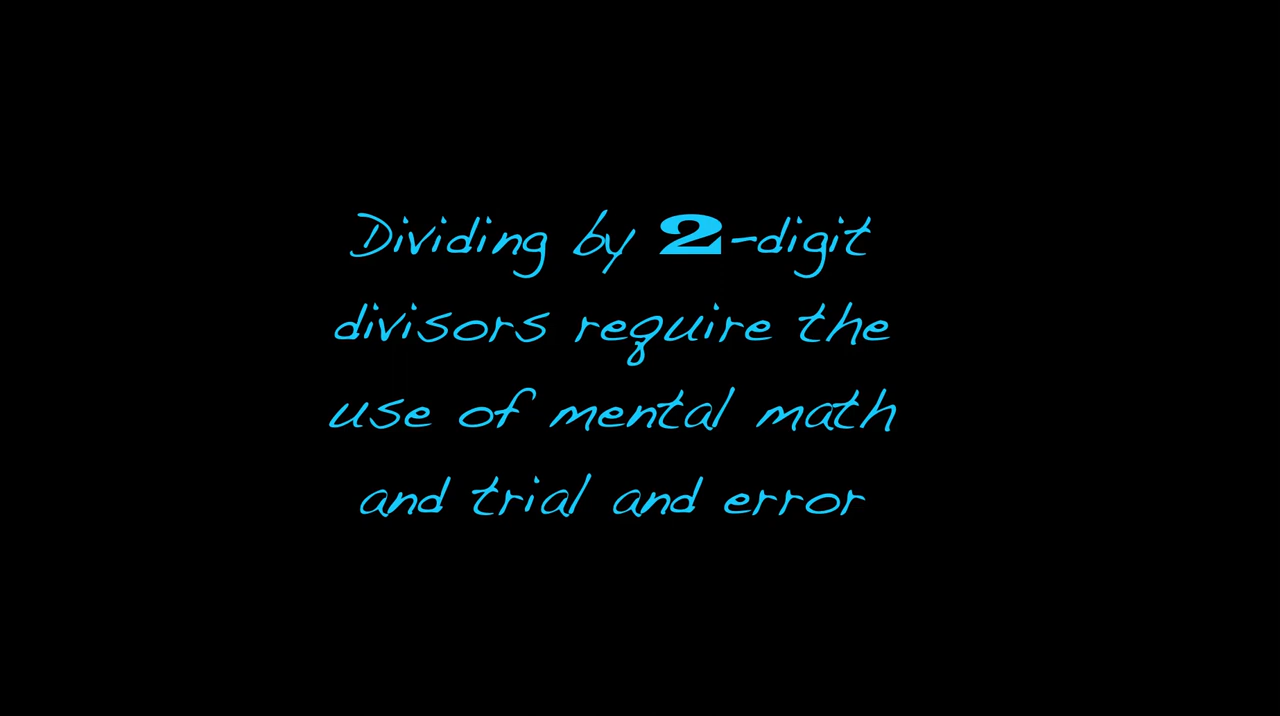 Dividing by 2-digit
divisors require the
use of mental math
and trial and error